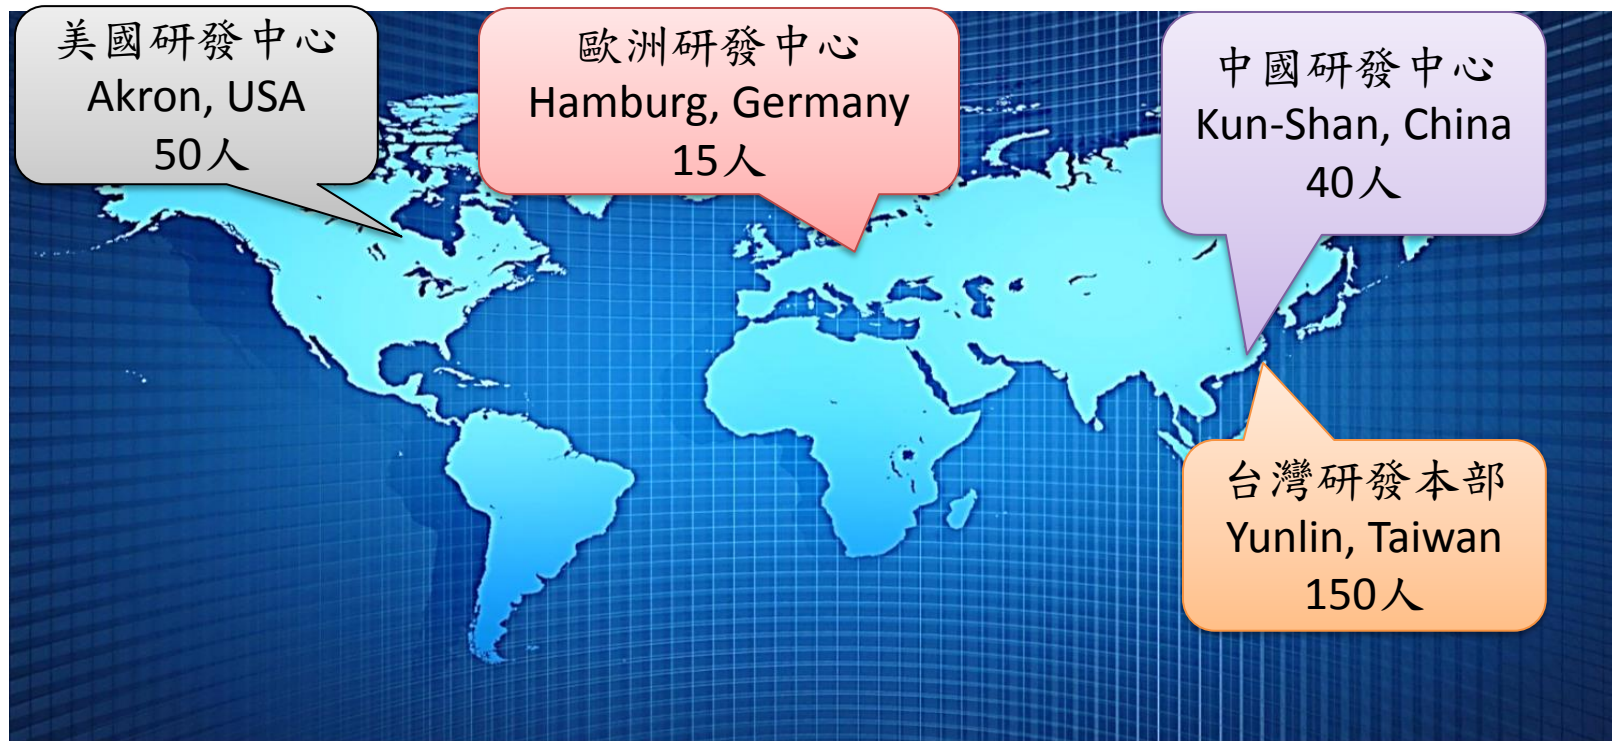 美國研發中心
Akron, USA
50人
歐洲研發中心
Hamburg, Germany
15人
中國研發中心
Kun-Shan, China
40人
台灣研發本部
Yunlin, Taiwan
150人